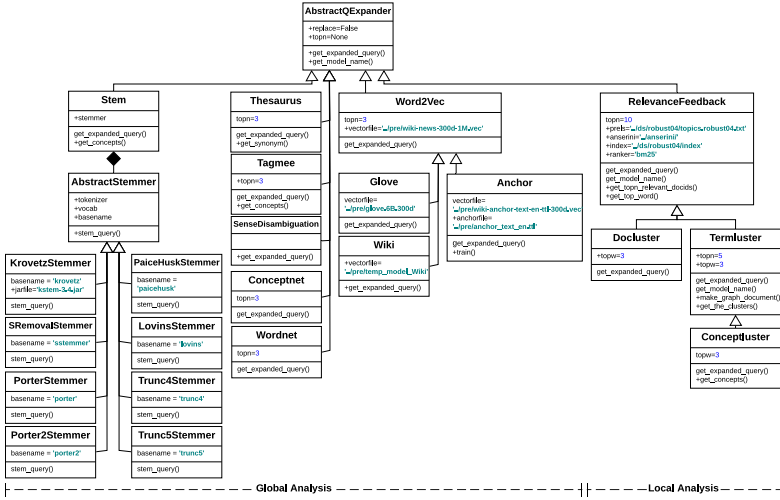 AbstractQExpander
+replace=False
+topn=None
+get_expanded_query()
+get_model_name()
Stem
+stemmer
get_expanded_query()
+get_concepts()
AbstractStemmer
+tokenizer
+vocab
+basename
+stem_query()
KrovetzStemmer
basename = 'krovetz'
+jarfile='kstem-3.4.jar'
stem_query()
SRemovalStemmer
basename = 'sstemmer'
stem_query()
PorterStemmer
basename = 'porter'
stem_query()
Porter2Stemmer
basename = 'porter2'
stem_query()
PaiceHuskStemmer
basename =
'paicehusk'
stem_query()
LovinsStemmer
basename = 'lovins'
stem_query()
Trunc4Stemmer
basename = 'trunc4'
stem_query()
Trunc5Stemmer
basename = 'trunc5'
stem_query()
Thesaurus
topn=3
get_expanded_query()
+get_synonym()
Tagmee
+topn=3
get_expanded_query()
+get_concepts()
SenseDisambiguation
+get_expanded_query()
Conceptnet
topn=3
get_expanded_query()
Wordnet
topn=3
get_expanded_query()
Word2Vec
topn=3
+vectorfile='../pre/wiki-news-300d-1M.vec'
get_expanded_query()
Glove
vectorfile=
'../pre/glove.6B.300d'
get_expanded_query()
Wiki
+vectorfile=
'../pre/temp_model_Wiki'
+get_expanded_query()
Anchor
vectorfile=
'../pre/wiki-anchor-text-en-ttl-300d.vec'
+anchorfile=
'../pre/anchor_text_en.ttl'
get_expanded_query()
+train()
RelevanceFeedback
topn=10
+prels='../ds/robust04/topics.robust04.txt'
+anserini='../anserini/'
+index='../ds/robust04/index'
+ranker='bm25'
get_expanded_query()
get_model_name()
+get_topn_relevant_docids()
+get_top_word()
Docluster
+topw=3
get_expanded_query()
Termluster
+topn=5
+topw=3
get_expanded_query()
get_model_name()
+make_graph_document()
+get_the_clusters()
Conceptluster
topw=3
get_expanded_query()
+get_concepts()
Global Analysis
Local Analysis